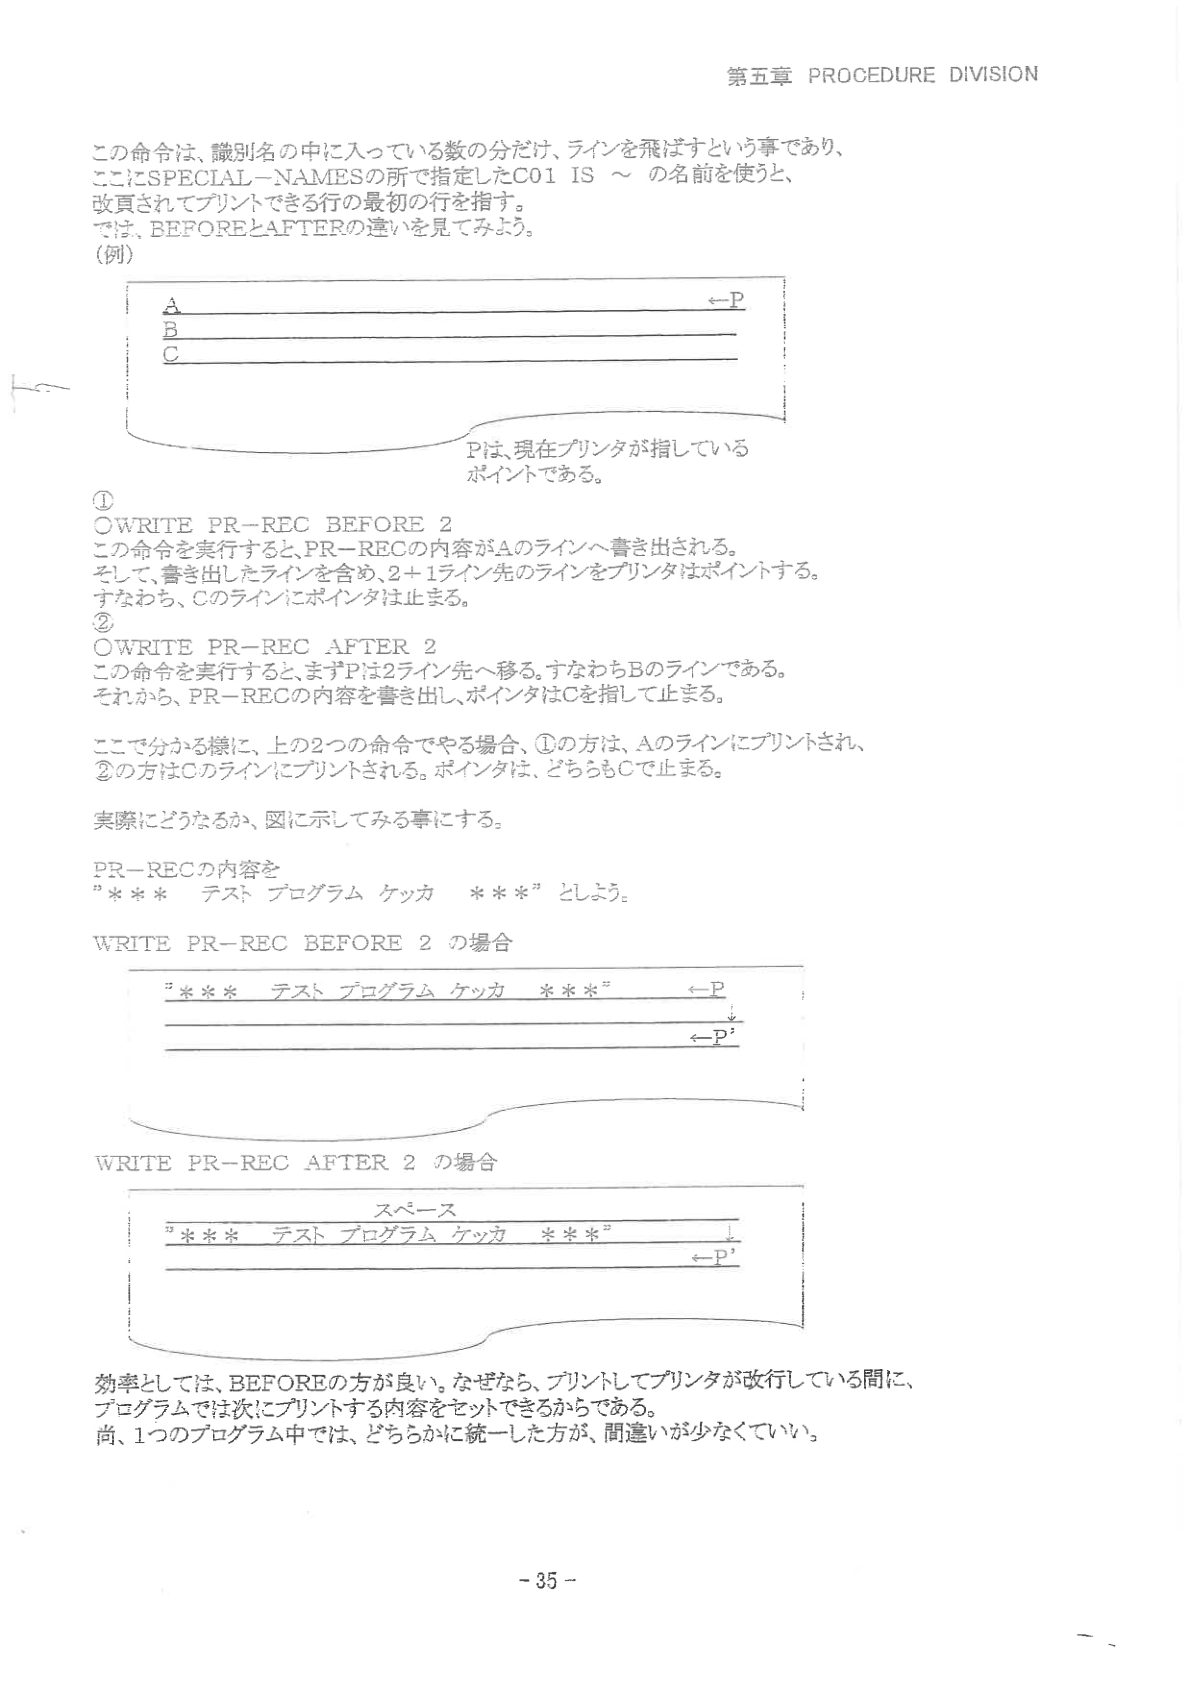 第五章 PROCEDURE DIVISION
この命令は、識別名の中に入っている数の分だけ、ラインを飛ばすという事であり、
ここにSPECIAL－NAMESの所で指定したC01 IS ～ の名前を使うと、
改頁されてプリントできる行の最初の行を指す。
では、BEFOREとAFTERの違いを見てみよう。
（例）
A ←P
B
C
Pは、現在プリンタが指している
ポイントである。
①
○WRITE PR－REC BEFORE 2
この命令を実行すると、PR－RECの内容がAのラインへ書き出される。
そして、書き出したラインを含め、2＋1ライン先のラインをプリンタはポイントする。
すなわち、Cのラインにポインタは止まる。
②
○WRITE PR－REC AFTER 2
この命令を実行すると、まずPは2ライン先へ移る。すなわちBのラインである。
それから、PR－RECの内容を書き出し、ポインタはCを指して止まる。
ここで分かる様に、上の2つの命令でやる場合、①の方は、Aのラインにプリントされ、
②の方はCのラインにプリントされる。ポインタは、どちらもCで止まる。
実際にどうなるか、図に示してみる事にする。
PR－RECの内容を
”＊＊＊ テスト プログラム ケッカ ＊＊＊” としよう。
WRITE PR－REC BEFORE 2 の場合
”＊＊＊ テスト プログラム ケッカ ＊＊＊” ←P
↓
←P’
WRITE PR－REC AFTER 2 の場合
スペース
”＊＊＊ テスト プログラム ケッカ ＊＊＊” ↓
←P’
効率としては、BEFOREの方が良い。なぜなら、プリントしてプリンタが改行している間に、
プログラムでは次にプリントする内容をセットできるからである。
尚、1つのプログラム中では、どちらかに統一した方が、間違いが少なくていい。
－35－